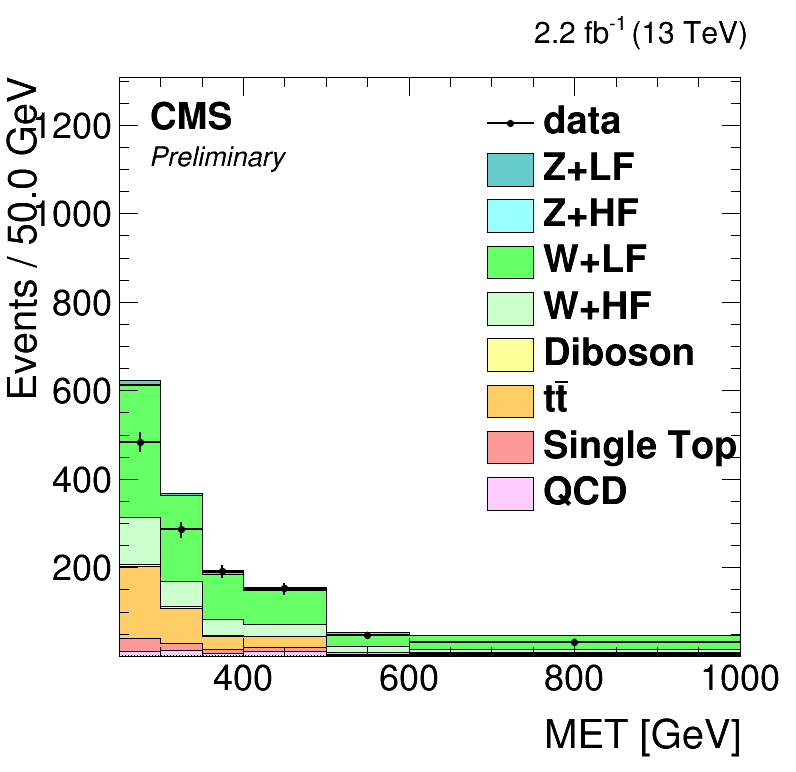 2.2 fb⁻¹ (13 TeV)
CMS
Preliminary
data
Z+LF
Z+HF
W+LF
W+HF
Diboson
tt̄
Single Top
QCD
Events / 50.0 GeV
1200
1000
800
600
400
200
400 600 800 1000
MET [GeV]